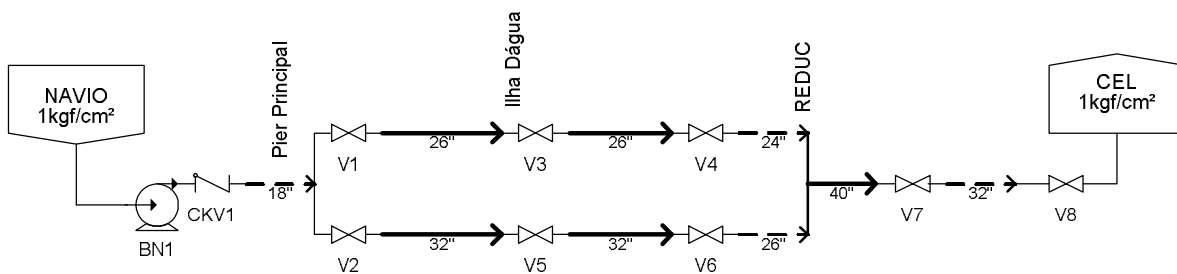 NAVIO
1kgf/cm²
BN1
CKV1
18"
Pier Principal
V1
26"
Ilha Dágua
V3
26"
V4
24"
REDUC
V2
32"
V5
32"
V6
26"
40"
V7
32"
V8
CEL
1kgf/cm²